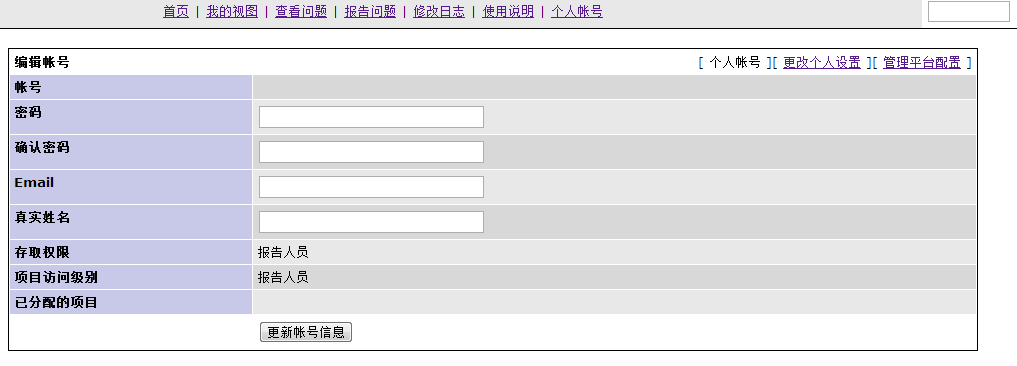 首页 | 我的视图 | 查看问题 | 报告问题 | 修改日志 | 使用说明 | 个人帐号
编辑帐号 [ 个人帐号 ][ 更改个人设置 ][ 管理平台配置 ]
帐号
密码
确认密码
Email
真实姓名
存取权限 报告人员
项目访问级别 报告人员
已分配的项目
更新帐号信息